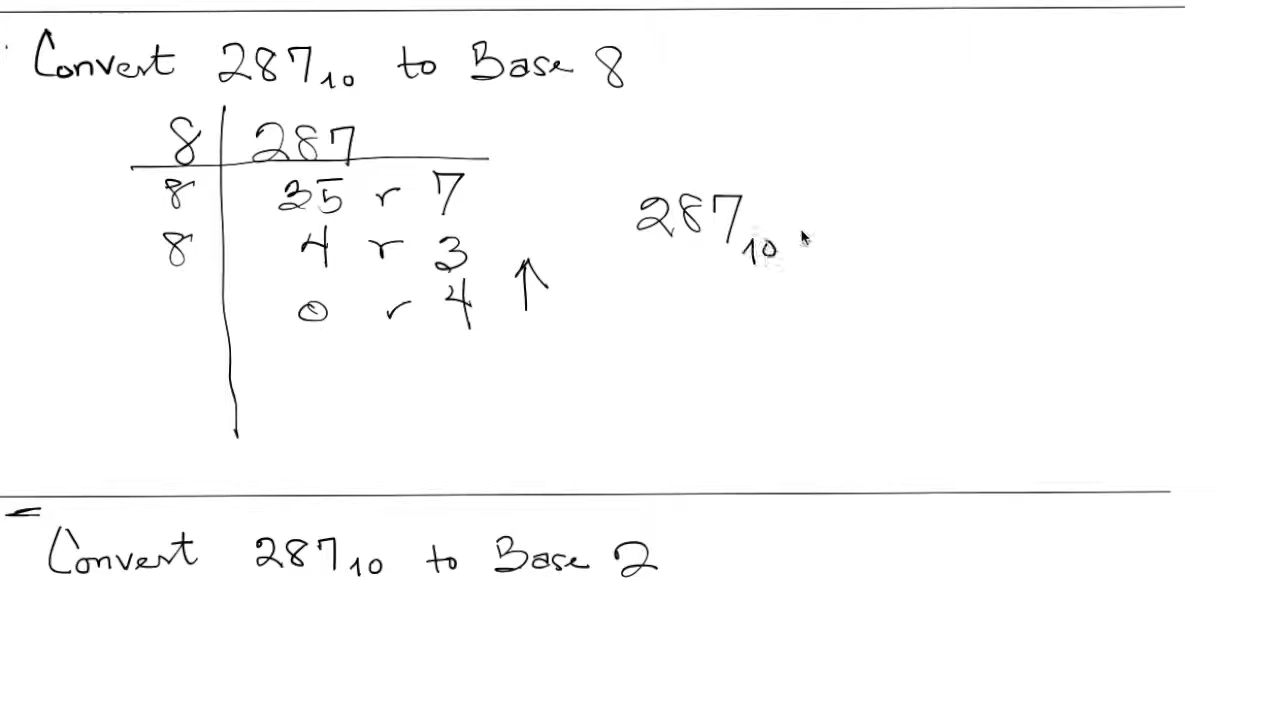 Convert 287₁₀ to Base 8
8 | 287
8 | 35 r 7
287₁₀
8 | 4 r 3
0 r 4 ↑
Convert 287₁₀ to Base 2